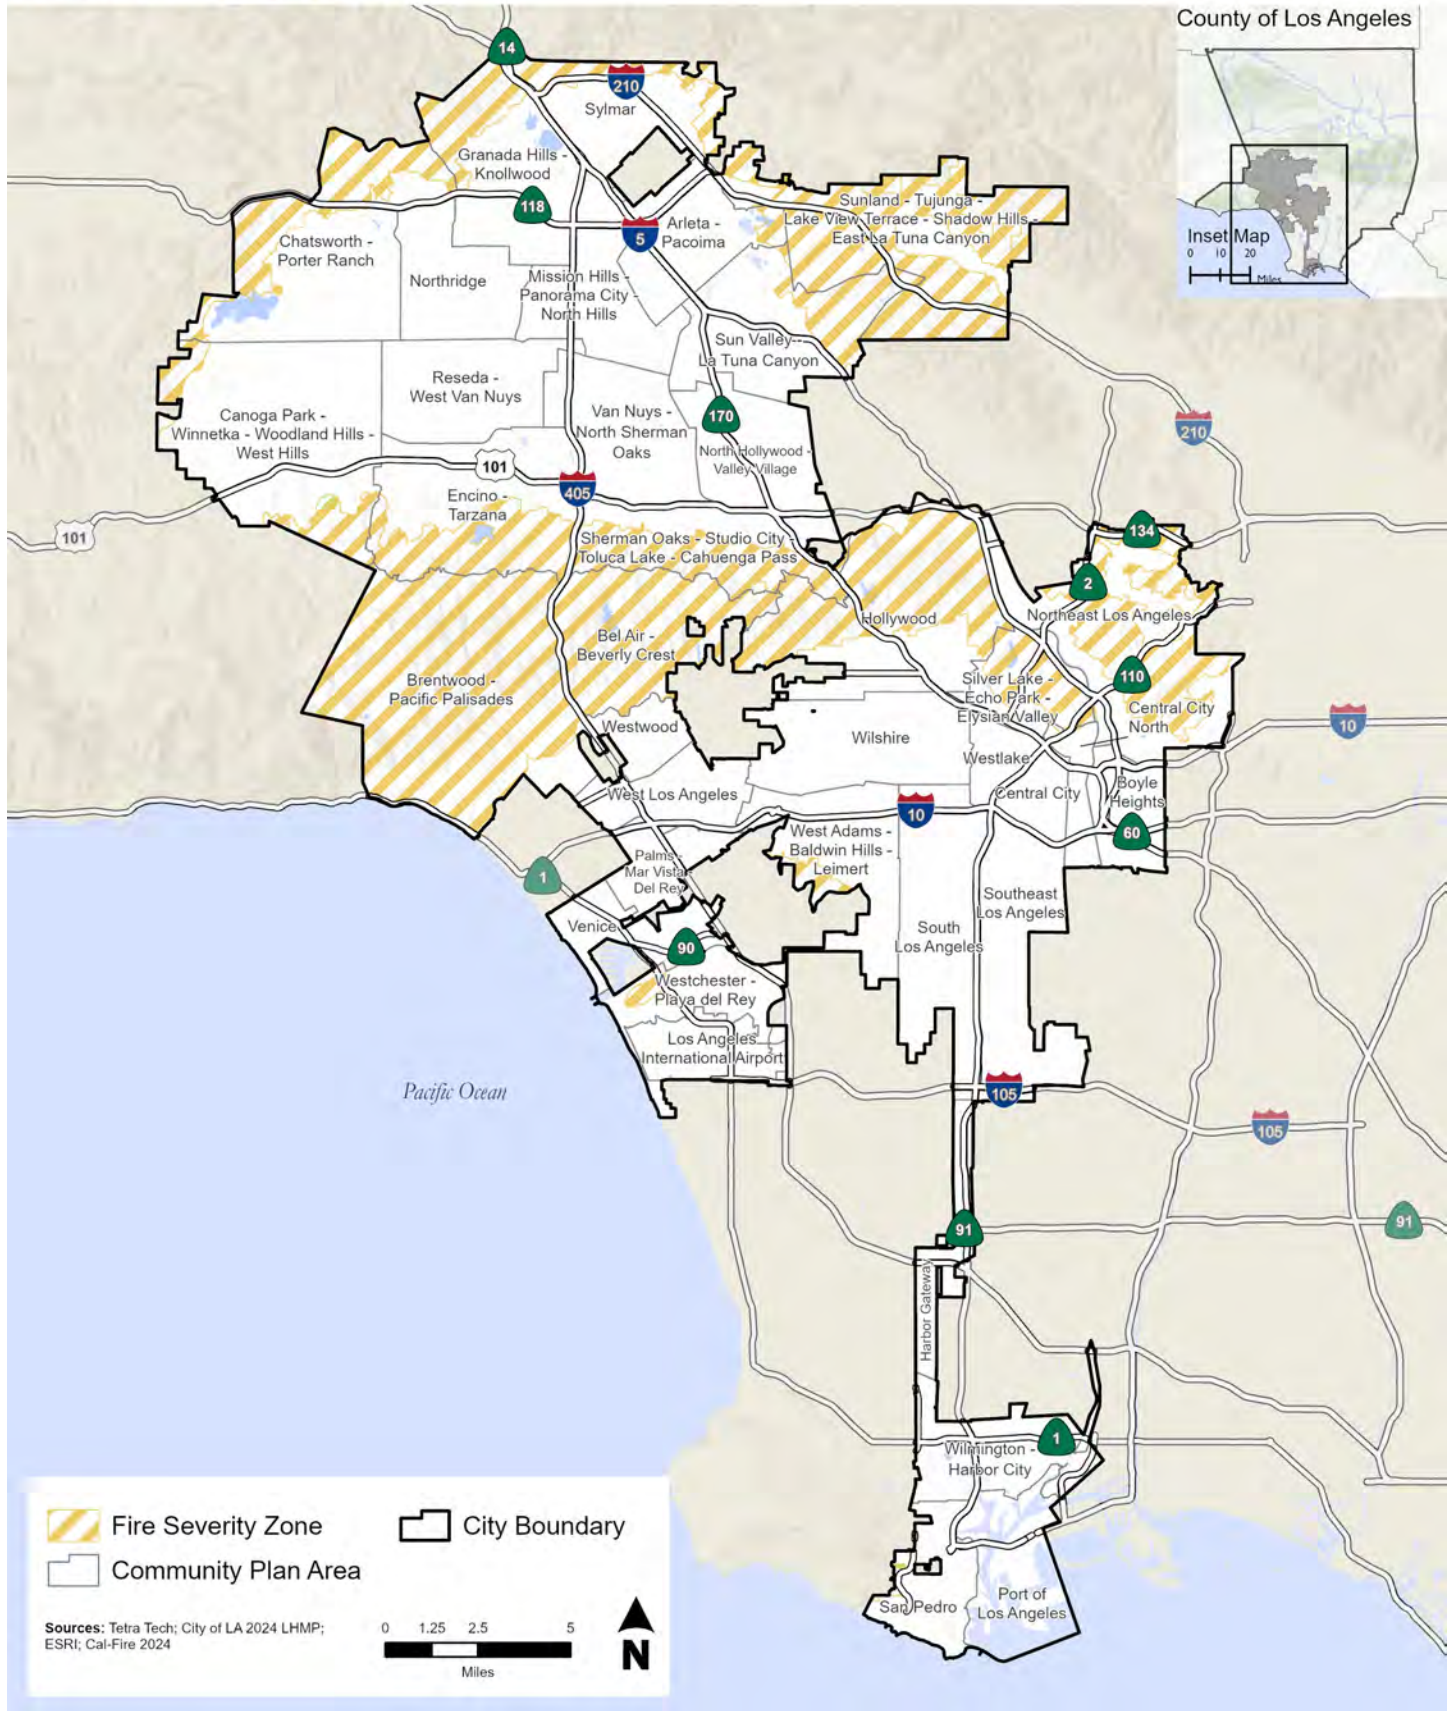 County of Los Angeles
Inset Map
0 10 20
Miles
14
210
Sylmar
Granada Hills -
Knollwood
118
5
Arleta -
Pacoima
Sunland - Tujunga -
Lake View Terrace - Shadow Hills -
East La Tuna Canyon
Chatsworth -
Porter Ranch
Northridge
Mission Hills -
Panorama City -
North Hills
Sun Valley -
La Tuna Canyon
Reseda -
West Van Nuys
Canoga Park -
Winnetka - Woodland Hills -
West Hills
Van Nuys -
North Sherman
Oaks
170
North Hollywood -
Valley Village
210
101
405
101
Encino -
Tarzana
Sherman Oaks - Studio City -
Toluca Lake - Cahuenga Pass
134
2
Northeast Los Angeles
Hollywood
Bel Air -
Beverly Crest
Brentwood -
Pacific Palisades
110
Silver Lake -
Echo Park -
Elysian Valley
Central City
North
10
Westwood
Wilshire
Westlake
West Los Angeles
Central City
Boyle
Heights
10
60
West Adams -
Baldwin Hills -
Leimert
Palms -
Mar Vista -
Del Rey
1
Southeast
Los Angeles
South
Los Angeles
Venice
90
Westchester -
Playa del Rey
Los Angeles
International Airport
Pacific Ocean
105
105
91
91
Harbor Gateway
1
Wilmington -
Harbor City
San Pedro
Port of
Los Angeles
Fire Severity Zone
City Boundary
Community Plan Area
Sources: Tetra Tech; City of LA 2024 LHMP;
ESRI; Cal-Fire 2024
0 1.25 2.5 5
Miles
N